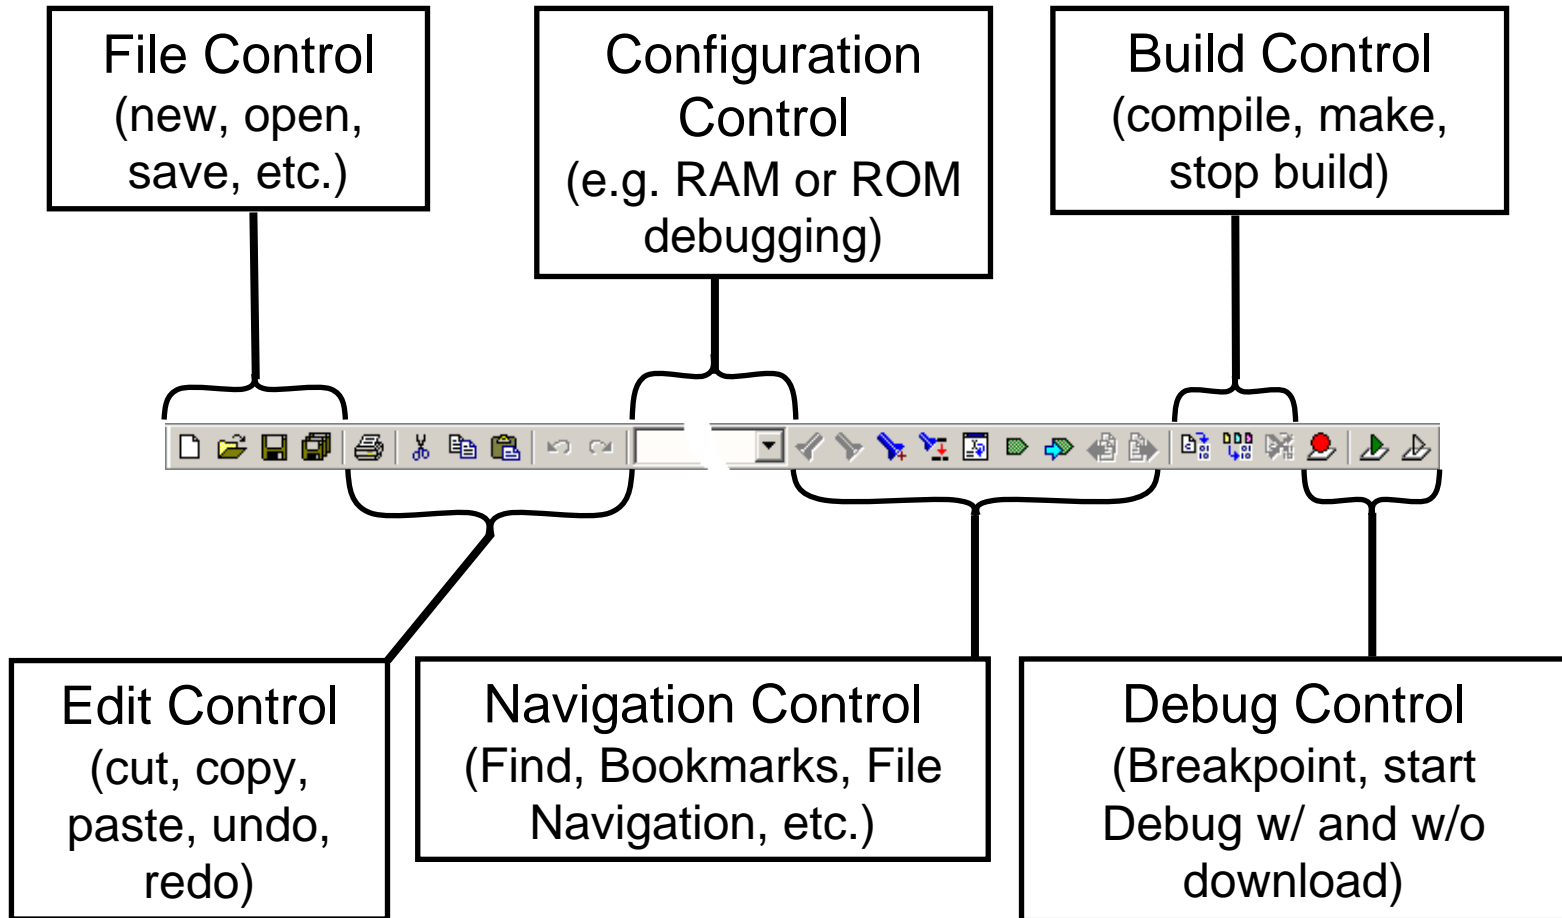 File Control
(new, open,
save, etc.)
Configuration
Control
(e.g. RAM or ROM
debugging)
Build Control
(compile, make,
stop build)
Edit Control
(cut, copy,
paste, undo,
redo)
Navigation Control
(Find, Bookmarks, File
Navigation, etc.)
Debug Control
(Breakpoint, start
Debug w/ and w/o
download)